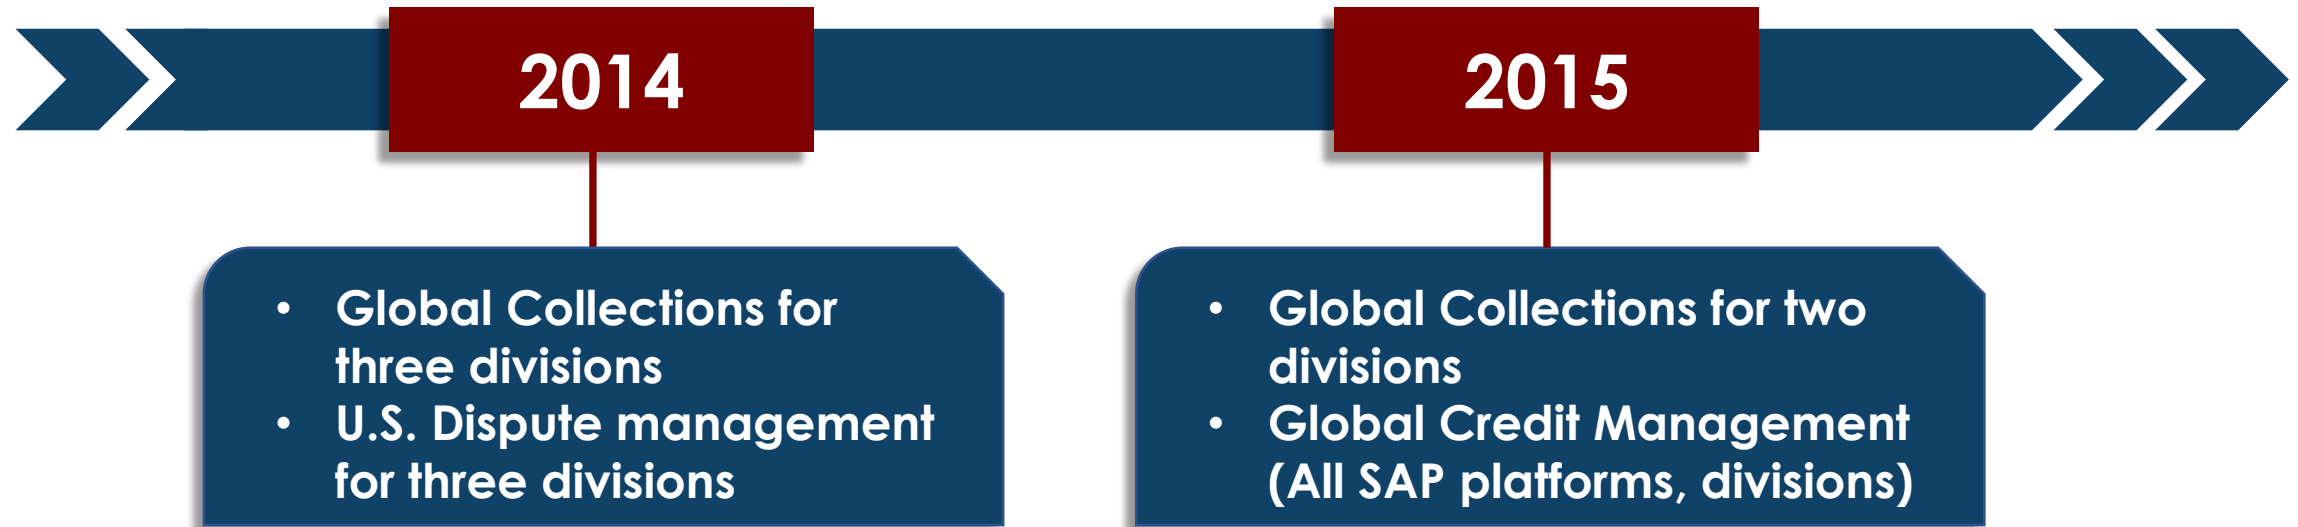 2014
2015
• Global Collections for
three divisions
• U.S. Dispute management
for three divisions
• Global Collections for two
divisions
• Global Credit Management
(All SAP platforms, divisions)